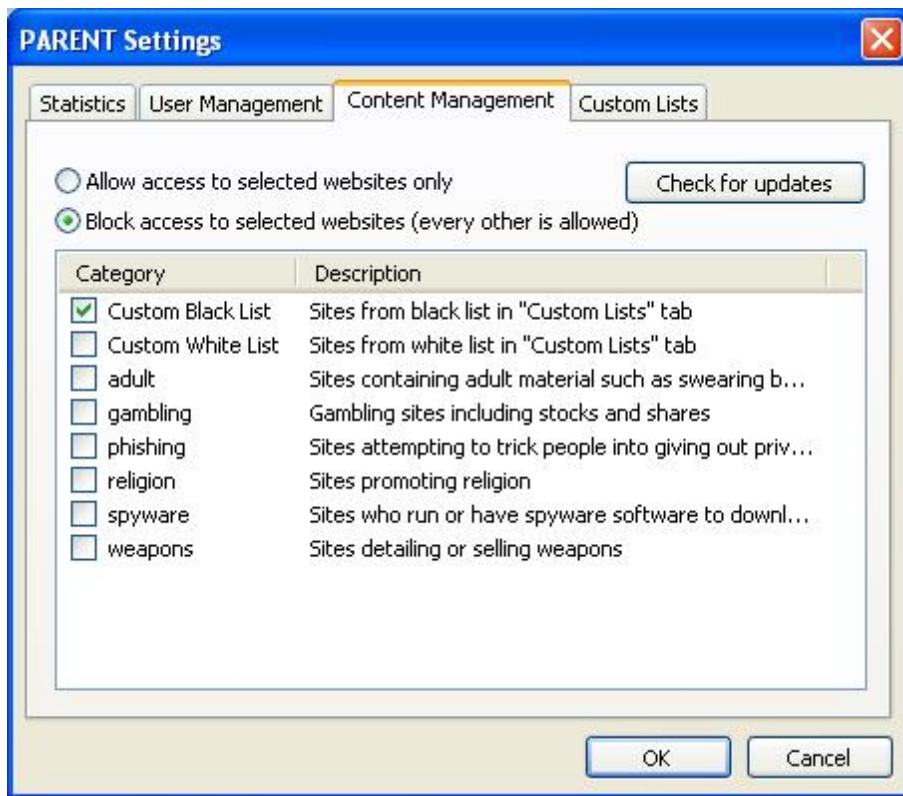 PARENT Settings
Statistics User Management Content Management Custom Lists
Allow access to selected websites only Check for updates
Block access to selected websites (every other is allowed)
Category Description
Custom Black List Sites from black list in "Custom Lists" tab
Custom White List Sites from white list in "Custom Lists" tab
adult Sites containing adult material such as swearing b...
gambling Gambling sites including stocks and shares
phishing Sites attempting to trick people into giving out priv...
religion Sites promoting religion
spyware Sites who run or have spyware software to downl...
weapons Sites detailing or selling weapons
OK Cancel